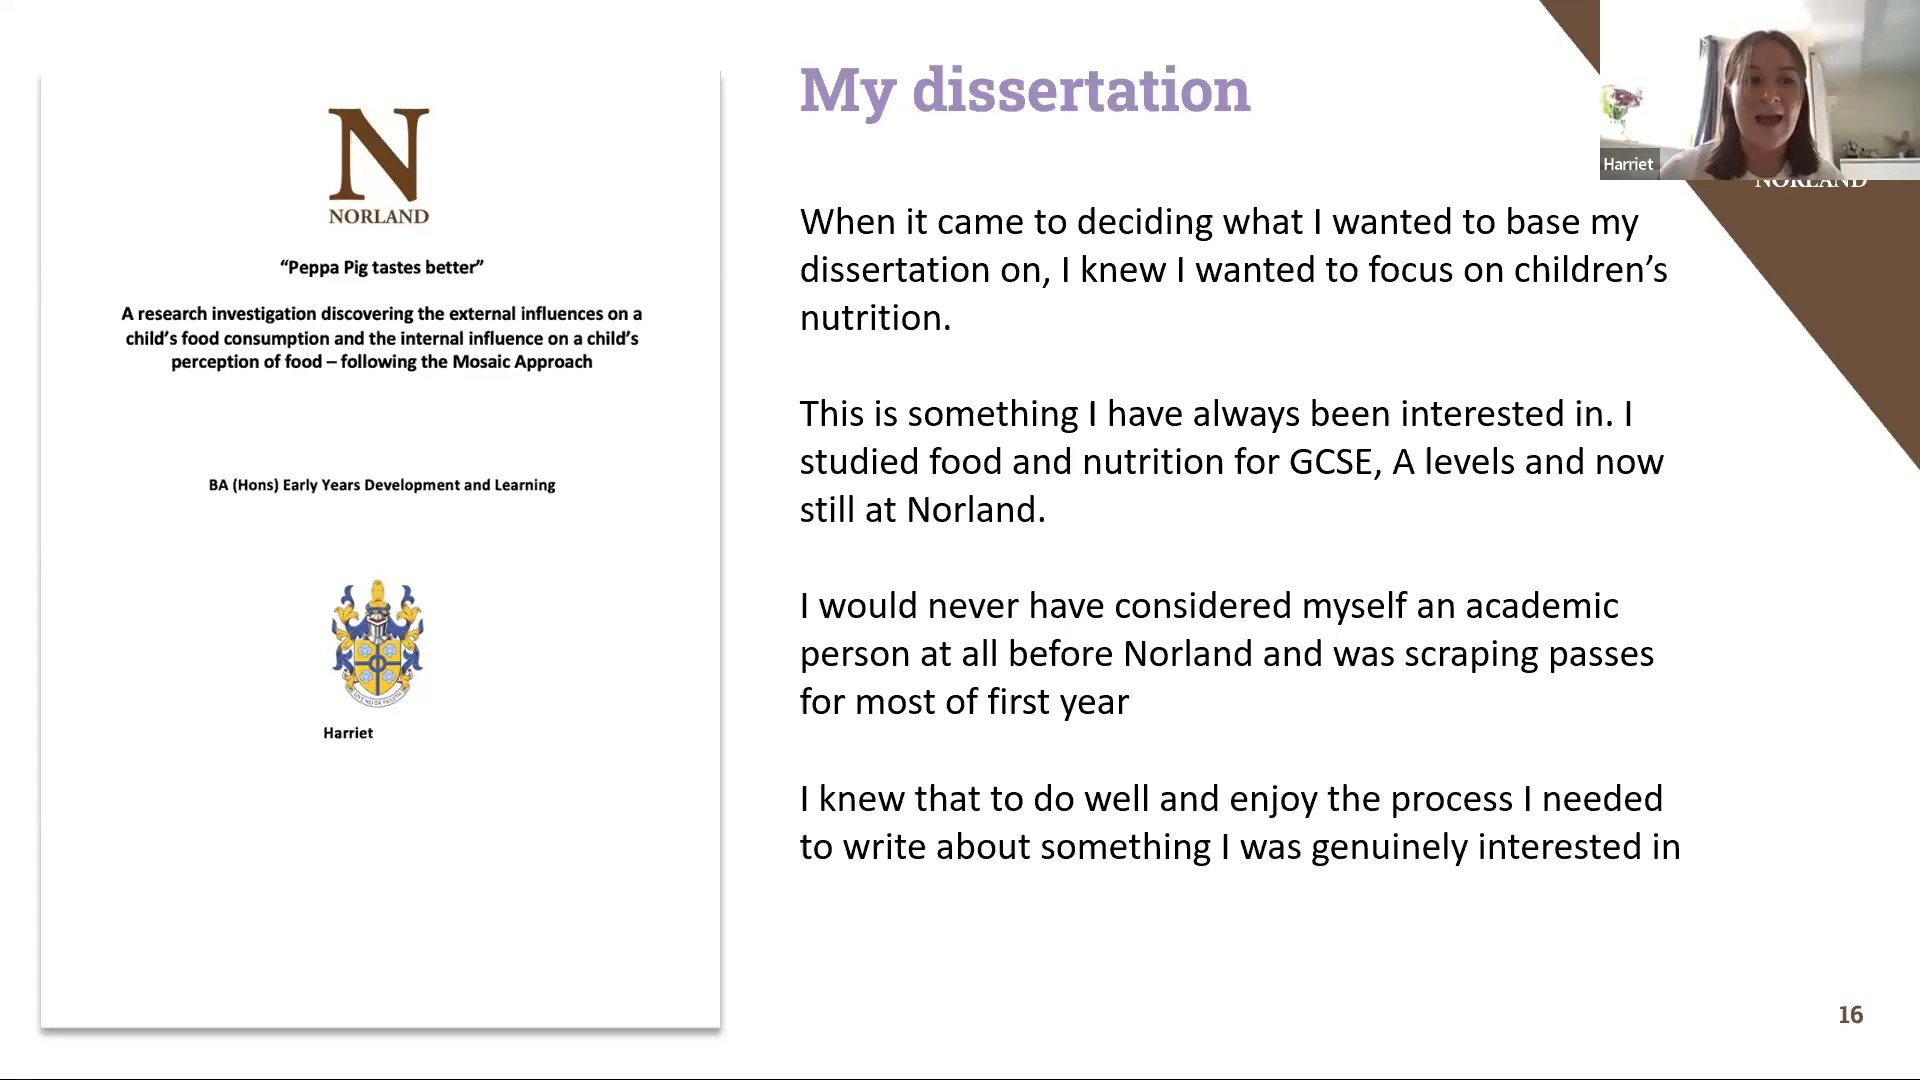 NORLAND
“Peppa Pig tastes better”
A research investigation discovering the external influences on a
child’s food consumption and the internal influence on a child’s
perception of food – following the Mosaic Approach
BA (Hons) Early Years Development and Learning
Harriet
My dissertation
When it came to deciding what I wanted to base my
dissertation on, I knew I wanted to focus on children’s
nutrition.
This is something I have always been interested in. I
studied food and nutrition for GCSE, A levels and now
still at Norland.
I would never have considered myself an academic
person at all before Norland and was scraping passes
for most of first year
I knew that to do well and enjoy the process I needed
to write about something I was genuinely interested in
Harriet
NORLAND
16